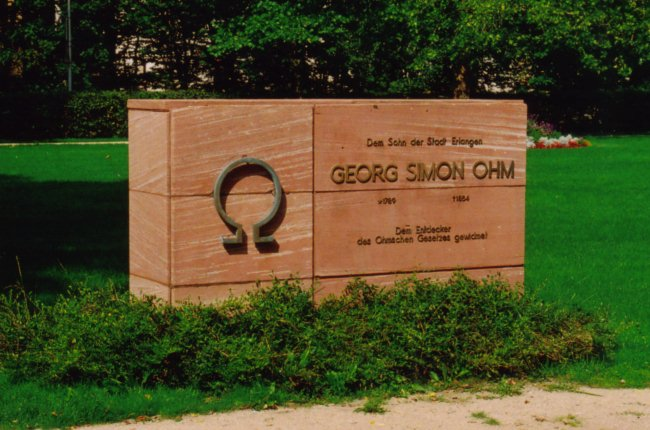 Dem Sohn der Stadt Erlangen
GEORG SIMON OHM
*1789 †1854
Dem Entdecker
des Ohmschen Gesetzes gewidmet
Ω